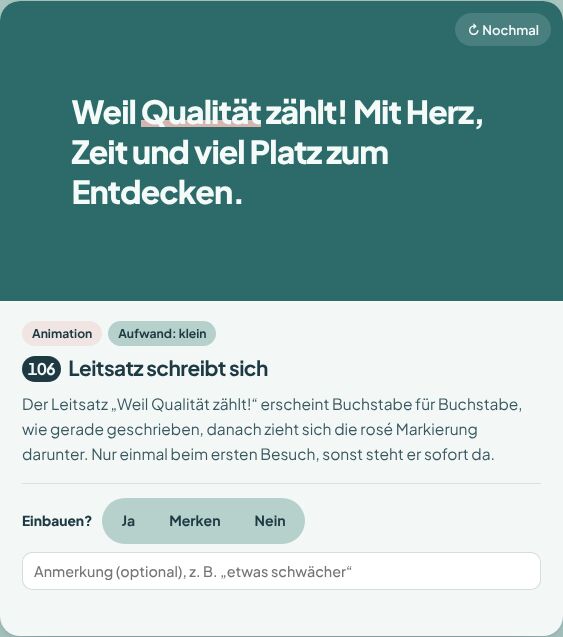 ↻ Nochmal
Weil Qualität zählt! Mit Herz,
Zeit und viel Platz zum
Entdecken.
Animation Aufwand: klein
106 Leitsatz schreibt sich
Der Leitsatz „Weil Qualität zählt!“ erscheint Buchstabe für Buchstabe,
wie gerade geschrieben, danach zieht sich die rosé Markierung
darunter. Nur einmal beim ersten Besuch, sonst steht er sofort da.
Einbauen? Ja Merken Nein
Anmerkung (optional), z. B. „etwas schwächer“